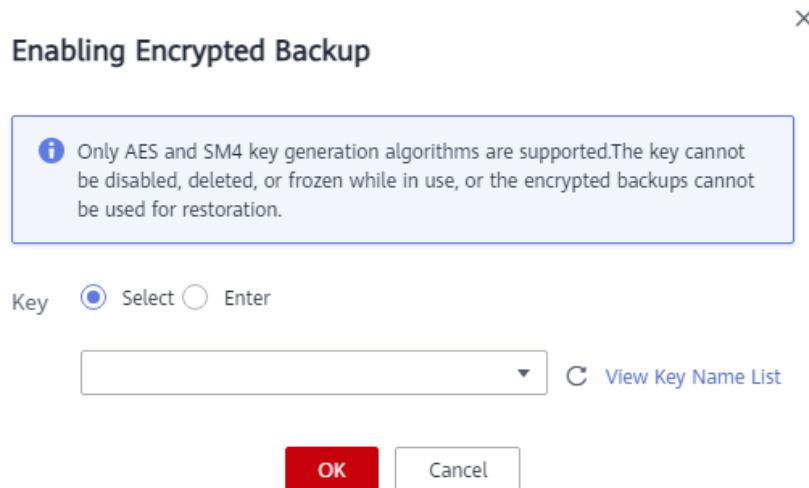 Enabling Encrypted Backup
Only AES and SM4 key generation algorithms are supported.The key cannot
be disabled, deleted, or frozen while in use, or the encrypted backups cannot
be used for restoration.
Key Select Enter
View Key Name List
OK Cancel